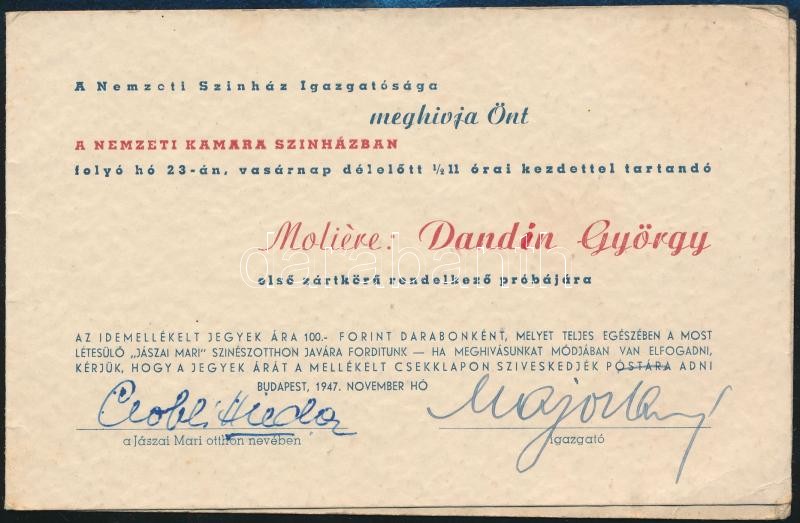 A Nemzeti Szinház Igazgatósága
meghivja Önt
A NEMZETI KAMARA SZINHÁZBAN
folyó hó 23-án, vasárnap délelőtt ½11 órai kezdettel tartandó
Molière: Dandin György
első zártkörű rendelkező próbájára
AZ IDEMELLÉKELT JEGYEK ÁRA 100.- FORINT DARABONKÉNT, MELYET TELJES EGÉSZÉBEN A MOST
LÉTESÜLŐ „JÁSZAI MARI" SZINÉSZOTTHON JAVÁRA FORDITUNK — HA MEGHIVÁSUNKAT MÓDJÁBAN VAN ELFOGADNI,
KÉRJÜK, HOGY A JEGYEK ÁRÁT A MELLÉKELT CSEKKLAPON SZIVESKEDJÉK PÓSTÁRA ADNI
BUDAPEST, 1947. NOVEMBER HÓ
a Jászai Mari otthon nevében
igazgató
darabanth